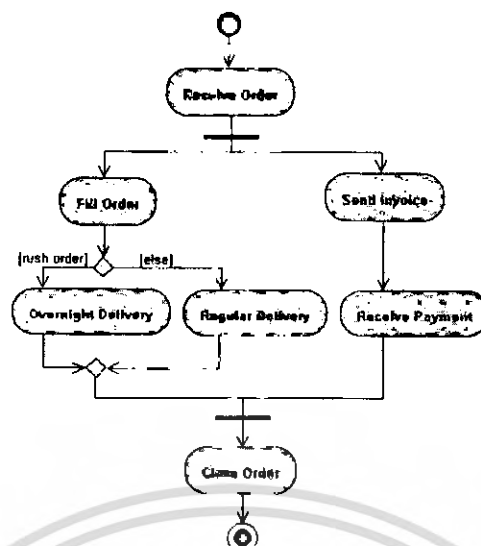 Receive Order
Fill Order
Send Invoice
[rush order]
[else]
Overnight Delivery
Regular Delivery
Receive Payment
Close Order